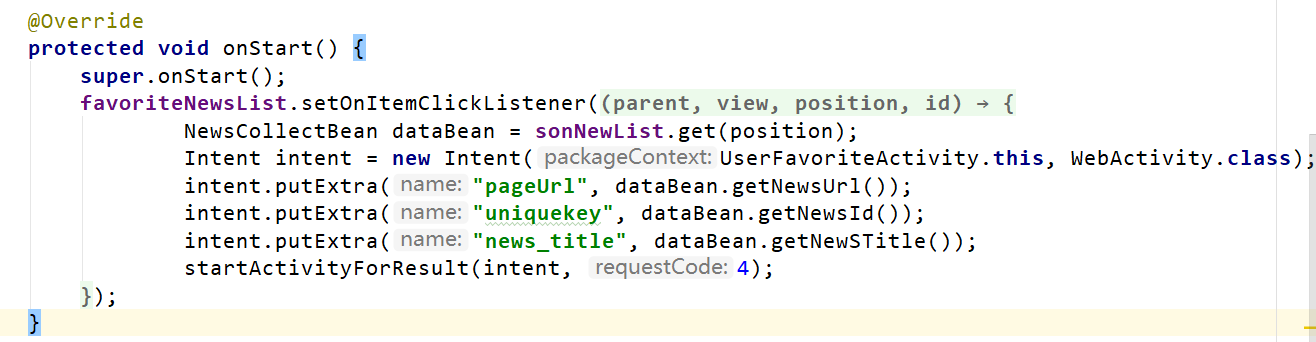 @Override
protected void onStart() {
super.onStart();
favoriteNewsList.setOnItemClickListener((parent, view, position, id) → {
NewsCollectBean dataBean = sonNewList.get(position);
Intent intent = new Intent( packageContext: UserFavoriteActivity.this, WebActivity.class);
intent.putExtra( name: "pageUrl", dataBean.getNewsUrl());
intent.putExtra( name: "uniquekey", dataBean.getNewsId());
intent.putExtra( name: "news_title", dataBean.getNewSTitle());
startActivityForResult(intent, requestCode: 4);
});
}